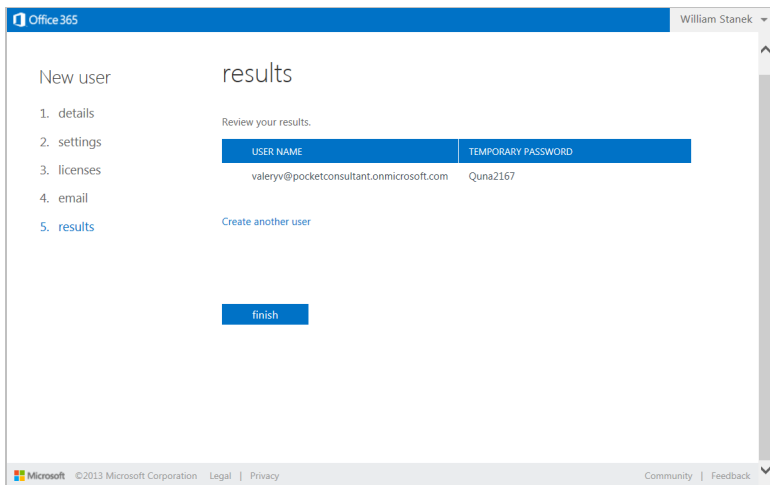 Office 365
William Stanek
New user
1. details
2. settings
3. licenses
4. email
5. results
results
Review your results.
USER NAME TEMPORARY PASSWORD
valeryv@pocketconsultant.onmicrosoft.com Quna2167
Create another user
finish
Microsoft ©2013 Microsoft Corporation Legal | Privacy Community | Feedback